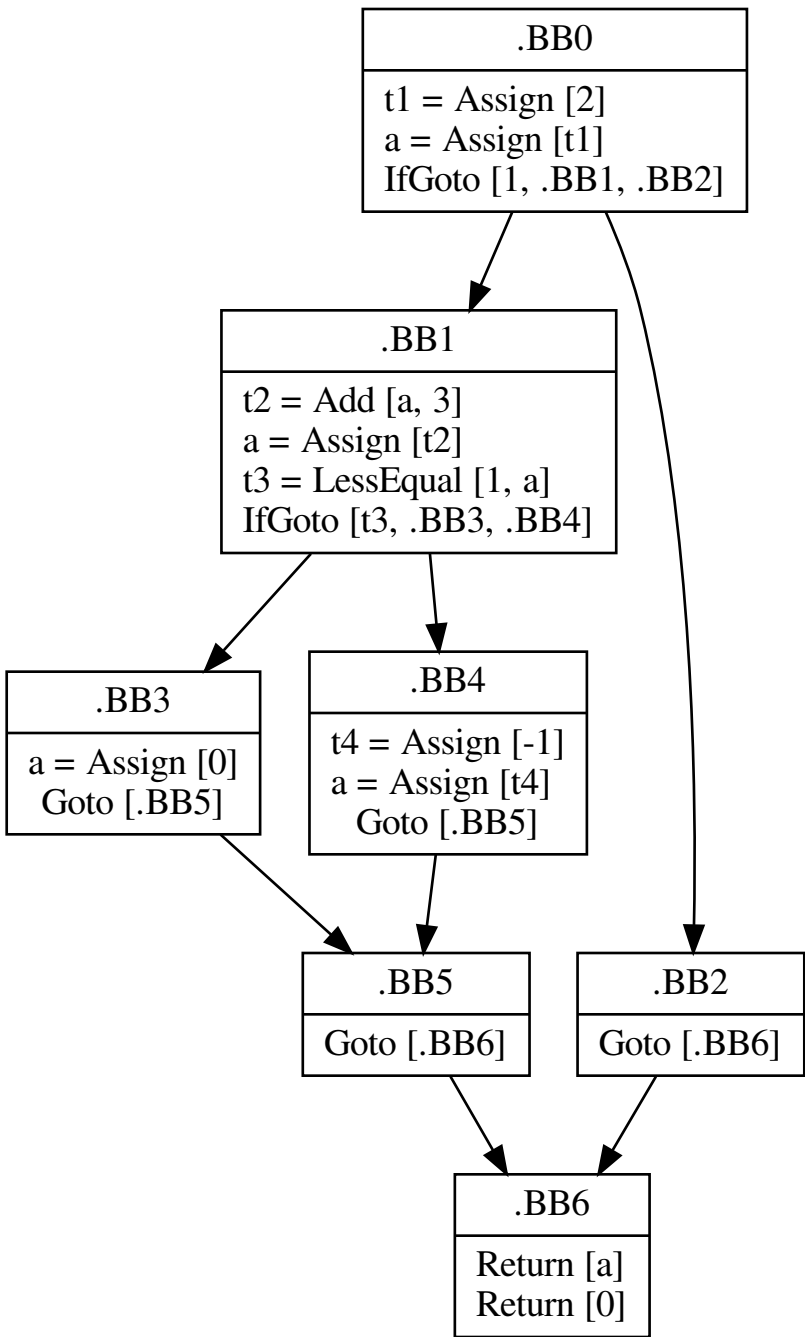 .BB0
t1 = Assign [2]
a = Assign [t1]
IfGoto [1, .BB1, .BB2]
.BB1
t2 = Add [a, 3]
a = Assign [t2]
t3 = LessEqual [1, a]
IfGoto [t3, .BB3, .BB4]
.BB3
a = Assign [0]
Goto [.BB5]
.BB4
t4 = Assign [-1]
a = Assign [t4]
Goto [.BB5]
.BB5
Goto [.BB6]
.BB2
Goto [.BB6]
.BB6
Return [a]
Return [0]